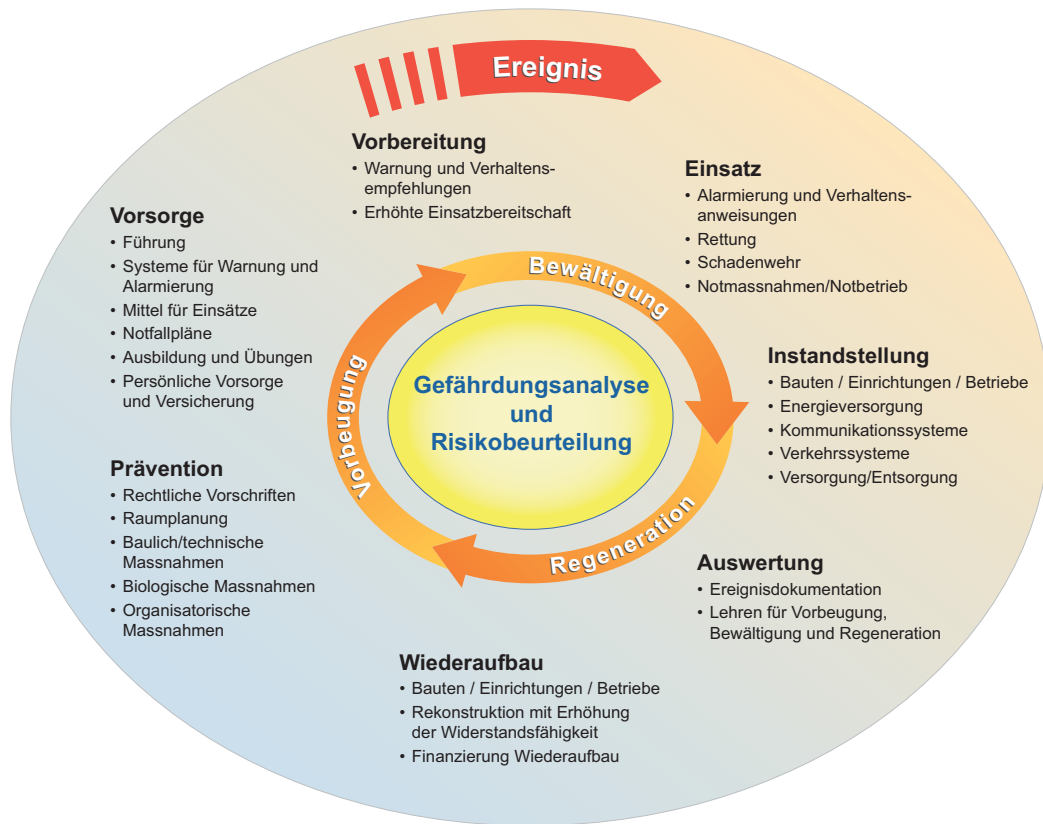 Ereignis
Vorbereitung
• Warnung und Verhaltens-
empfehlungen
• Erhöhte Einsatzbereitschaft
Einsatz
• Alarmierung und Verhaltens-
anweisungen
• Rettung
• Schadenwehr
• Notmassnahmen/Notbetrieb
Vorsorge
• Führung
• Systeme für Warnung und
Alarmierung
• Mittel für Einsätze
• Notfallpläne
• Ausbildung und Übungen
• Persönliche Vorsorge
und Versicherung
Bewältigung
Vorbeugung
Regeneration
Gefährdungsanalyse
und
Risikobeurteilung
Instandstellung
• Bauten / Einrichtungen / Betriebe
• Energieversorgung
• Kommunikationssysteme
• Verkehrssysteme
• Versorgung/Entsorgung
Prävention
• Rechtliche Vorschriften
• Raumplanung
• Baulich/technische
Massnahmen
• Biologische Massnahmen
• Organisatorische
Massnahmen
Auswertung
• Ereignisdokumentation
• Lehren für Vorbeugung,
Bewältigung und Regeneration
Wiederaufbau
• Bauten / Einrichtungen / Betriebe
• Rekonstruktion mit Erhöhung
der Widerstandsfähigkeit
• Finanzierung Wiederaufbau